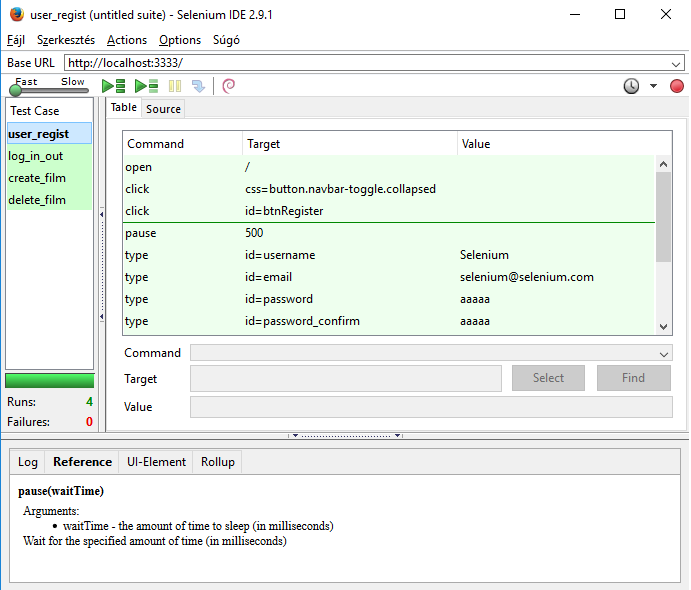 user_regist (untitled suite) - Selenium IDE 2.9.1
Fájl Szerkesztés Actions Options Súgó
Base URL http://localhost:3333/
Fast Slow
Test Case
user_regist
log_in_out
create_film
delete_film
Runs: 4
Failures: 0
Table Source
Command Target Value
open /
click css=button.navbar-toggle.collapsed
click id=btnRegister
pause 500
type id=username Selenium
type id=email selenium@selenium.com
type id=password aaaaa
type id=password_confirm aaaaa
Command
Target Select Find
Value
Log Reference UI-Element Rollup
pause(waitTime)
Arguments:
• waitTime - the amount of time to sleep (in milliseconds)
Wait for the specified amount of time (in milliseconds)